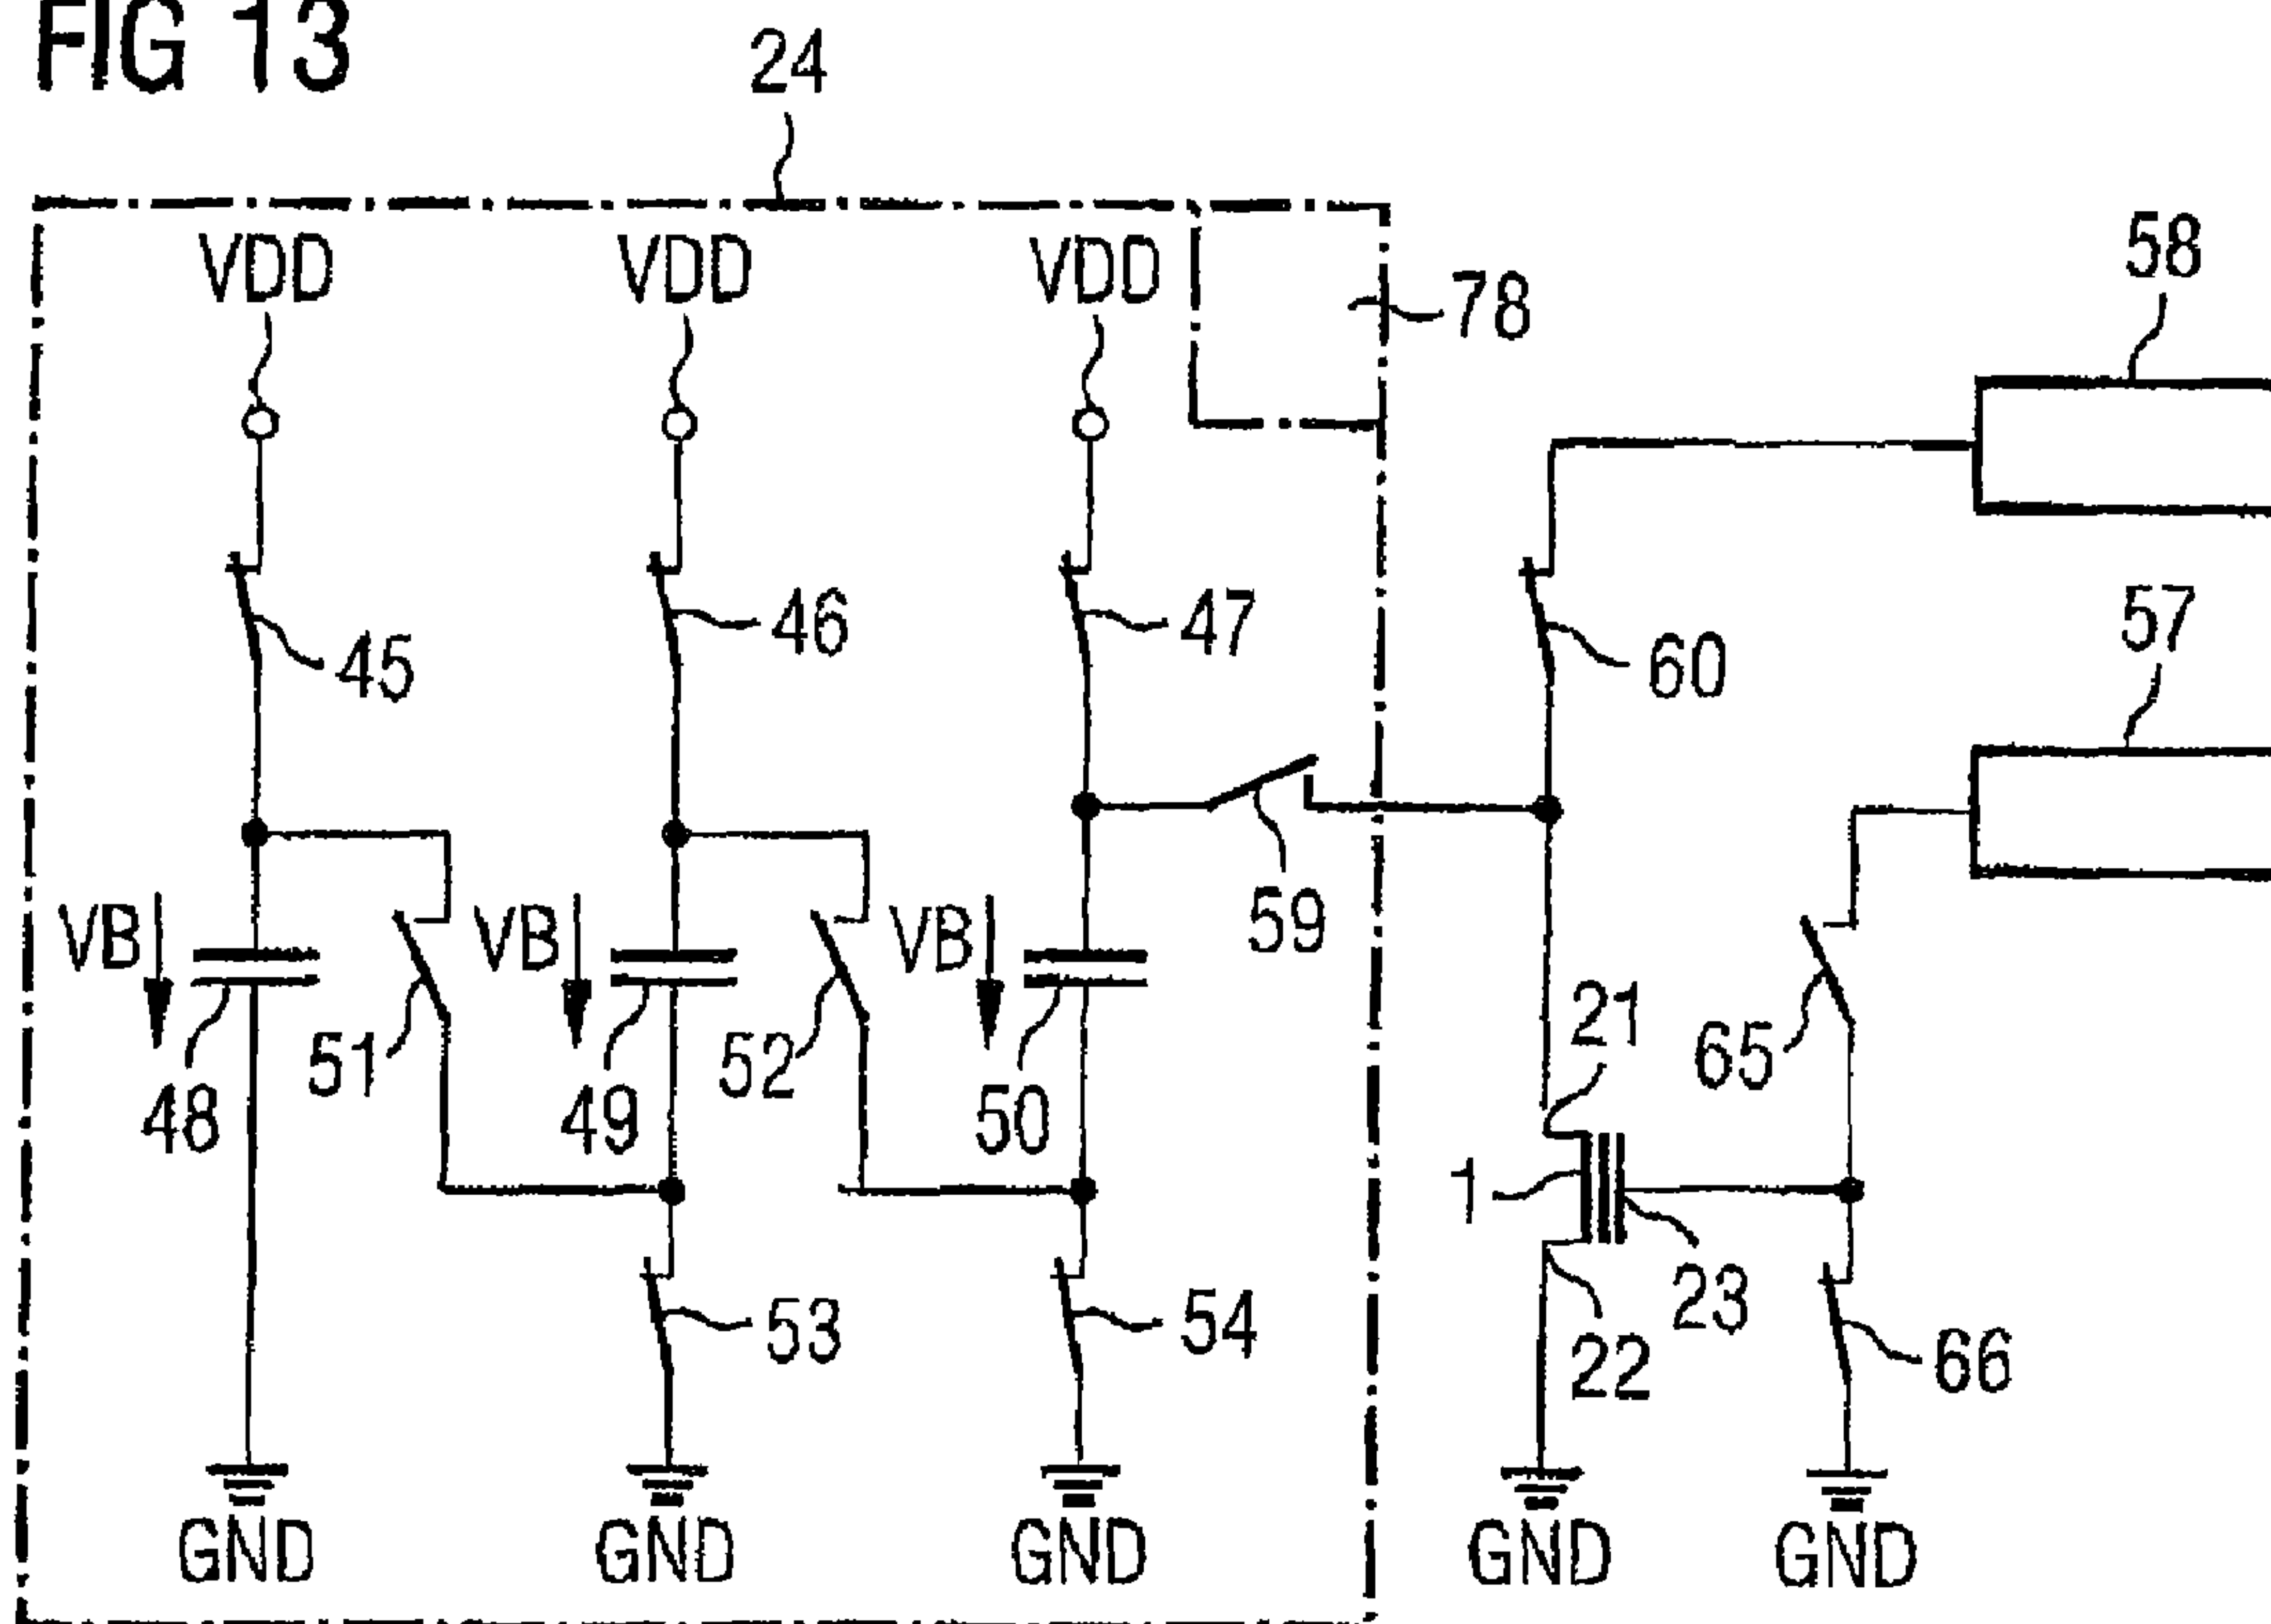 FIG 13
24
VDD VDD VDD
78
58
45 46 47 60
57
59
VB VB VB
48 51 49 52 50
21
65
1
23
22
53 54
66
GND GND GND GND GND